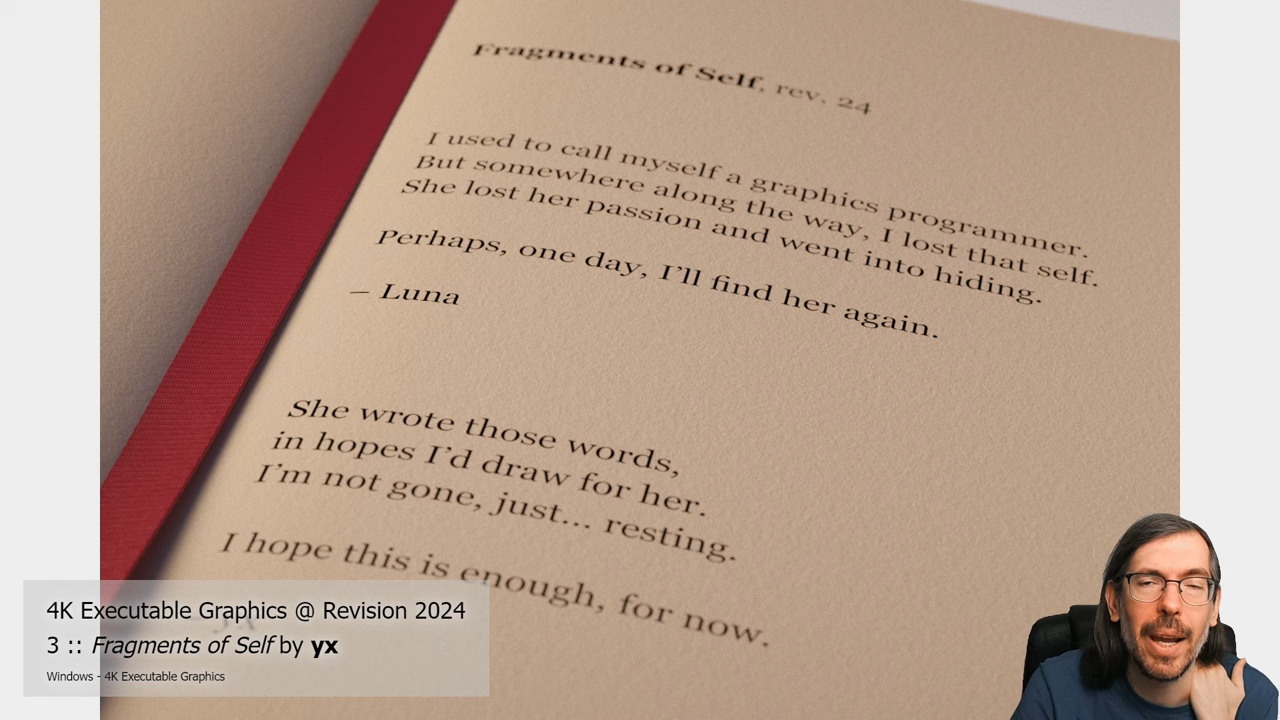 Fragments of Self, rev. 24
I used to call myself a graphics programmer.
But somewhere along the way, I lost that self.
She lost her passion and went into hiding.
Perhaps, one day, I’ll find her again.
– Luna
She wrote those words,
in hopes I’d draw for her.
I’m not gone, just... resting.
I hope this is enough, for now.
4K Executable Graphics @ Revision 2024
3 :: Fragments of Self by yx
Windows - 4K Executable Graphics